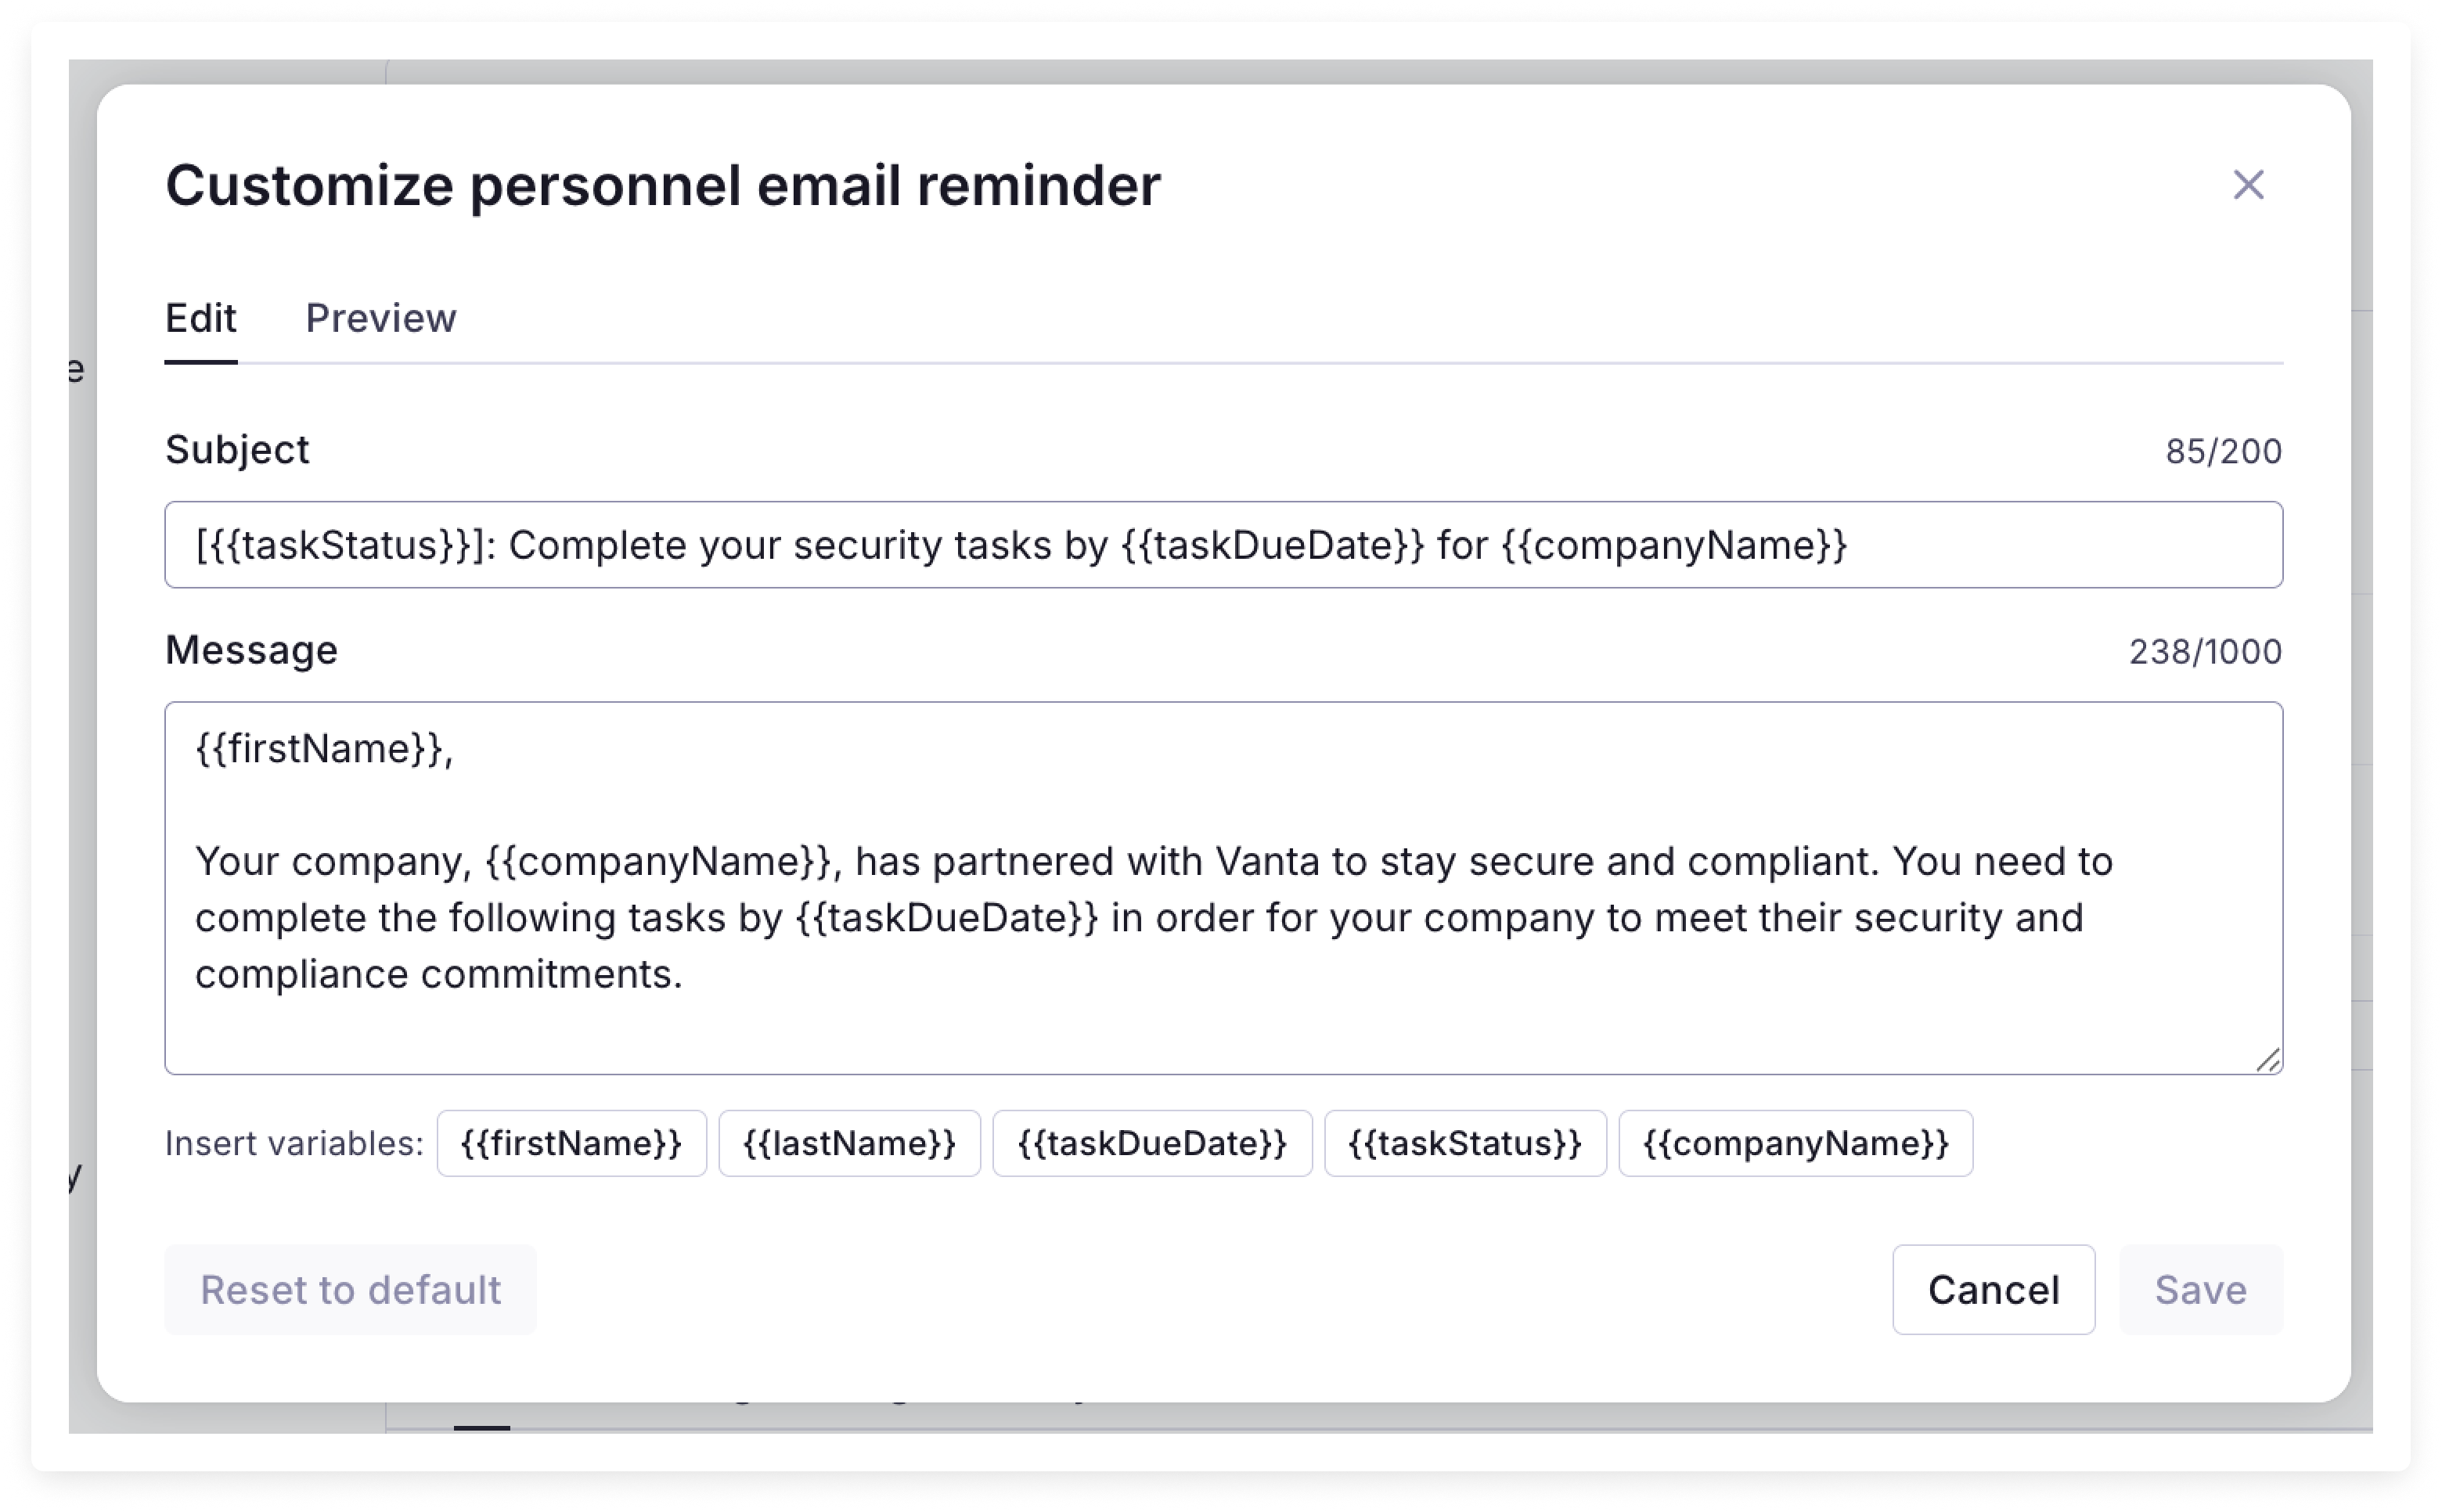 Customize personnel email reminder
Edit Preview
Subject 85/200
[{{taskStatus}}]: Complete your security tasks by {{taskDueDate}} for {{companyName}}
Message 238/1000
{{firstName}},
Your company, {{companyName}}, has partnered with Vanta to stay secure and compliant. You need to
complete the following tasks by {{taskDueDate}} in order for your company to meet their security and
compliance commitments.
Insert variables: {{firstName}} {{lastName}} {{taskDueDate}} {{taskStatus}} {{companyName}}
Reset to default Cancel Save